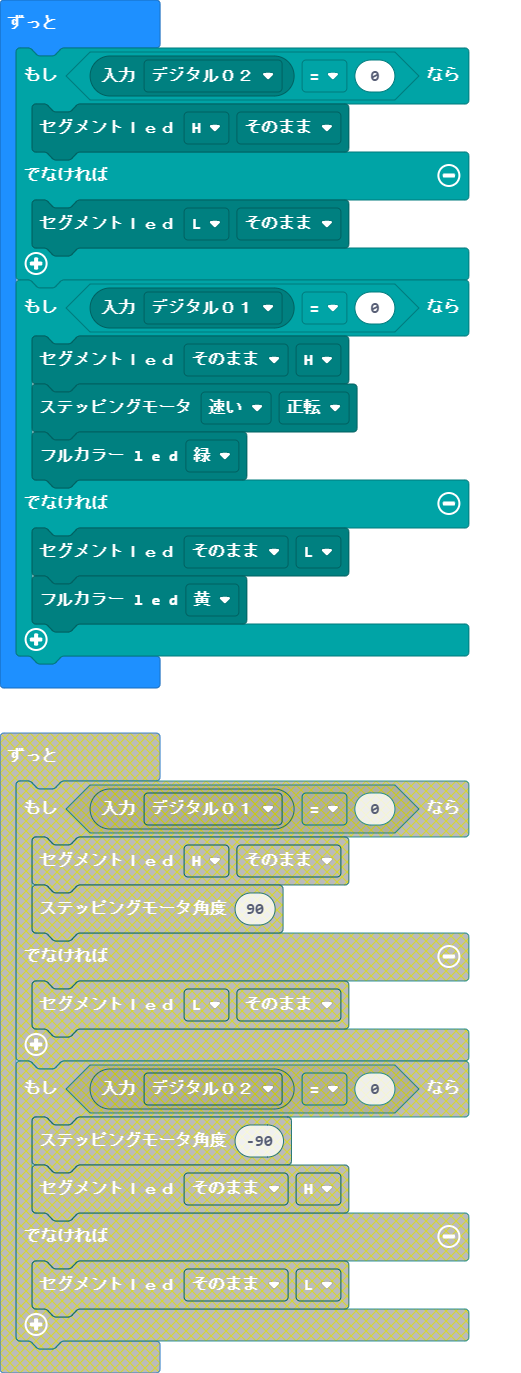 ずっと
もし 入力 デジタル０２ = 0 なら
セグメントｌｅｄ H そのまま
でなければ
セグメントｌｅｄ L そのまま
もし 入力 デジタル０１ = 0 なら
セグメントｌｅｄ そのまま H
ステッピングモータ 速い 正転
フルカラーｌｅｄ 緑
でなければ
セグメントｌｅｄ そのまま L
フルカラーｌｅｄ 黄
ずっと
もし 入力 デジタル０１ = 0 なら
セグメントｌｅｄ H そのまま
ステッピングモータ角度 90
でなければ
セグメントｌｅｄ L そのまま
もし 入力 デジタル０２ = 0 なら
ステッピングモータ角度 -90
セグメントｌｅｄ そのまま H
でなければ
セグメントｌｅｄ そのまま L